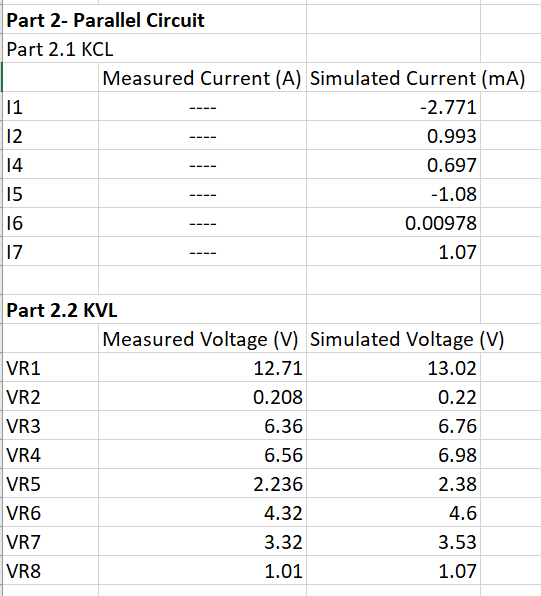 Part 2- Parallel Circuit
Part 2.1 KCL
Measured Current (A) Simulated Current (mA)
I1 ---- -2.771
I2 ---- 0.993
I4 ---- 0.697
I5 ---- -1.08
I6 ---- 0.00978
I7 ---- 1.07
Part 2.2 KVL
Measured Voltage (V) Simulated Voltage (V)
VR1 12.71 13.02
VR2 0.208 0.22
VR3 6.36 6.76
VR4 6.56 6.98
VR5 2.236 2.38
VR6 4.32 4.6
VR7 3.32 3.53
VR8 1.01 1.07